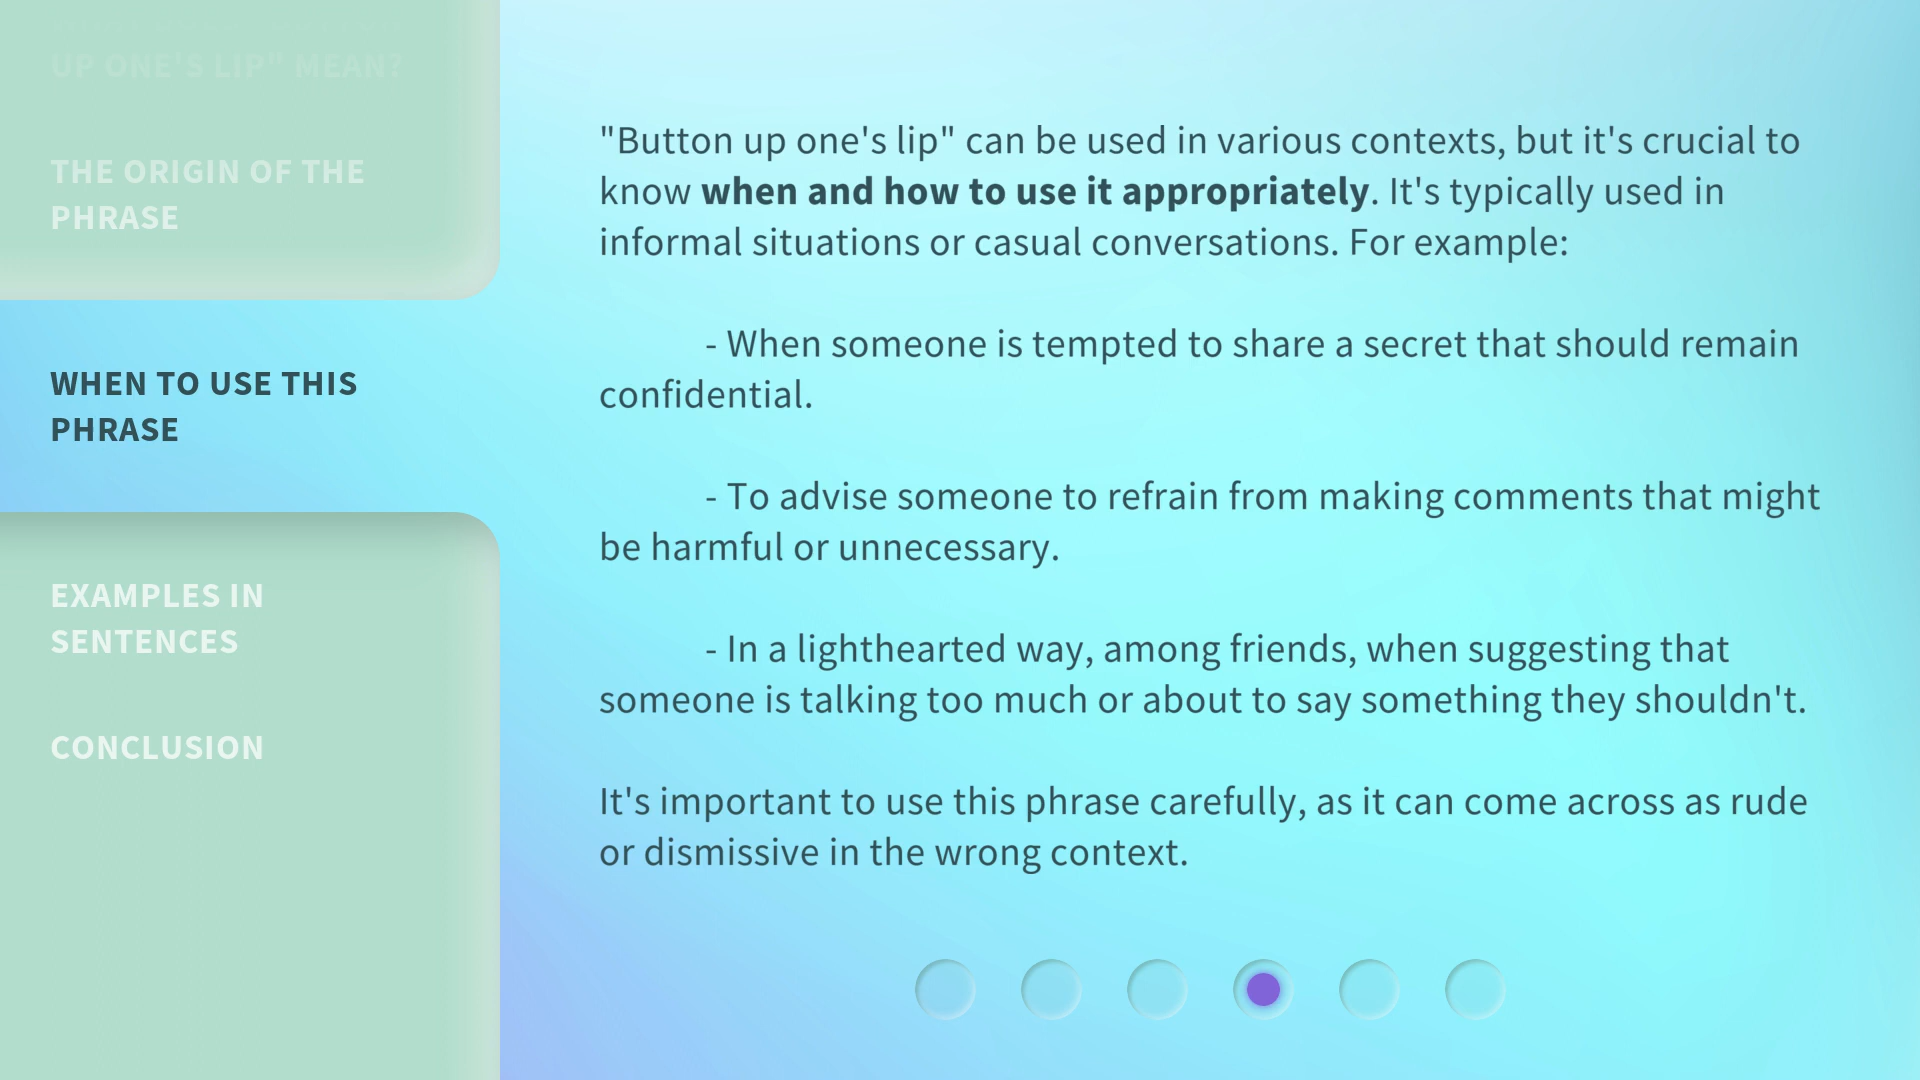 UP ONE'S LIP" MEAN?
THE ORIGIN OF THE
PHRASE
WHEN TO USE THIS
PHRASE
EXAMPLES IN
SENTENCES
CONCLUSION
"Button up one's lip" can be used in various contexts, but it's crucial to
know when and how to use it appropriately. It's typically used in
informal situations or casual conversations. For example:
- When someone is tempted to share a secret that should remain
confidential.
- To advise someone to refrain from making comments that might
be harmful or unnecessary.
- In a lighthearted way, among friends, when suggesting that
someone is talking too much or about to say something they shouldn't.
It's important to use this phrase carefully, as it can come across as rude
or dismissive in the wrong context.